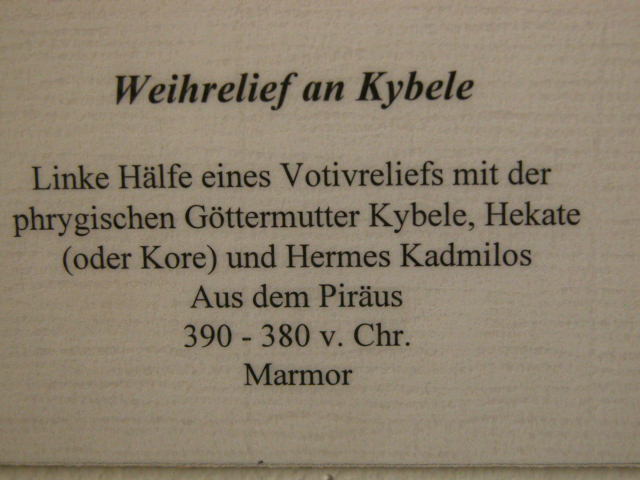 Weihrelief an Kybele
Linke Hälfe eines Votivreliefs mit der
phrygischen Göttermutter Kybele, Hekate
(oder Kore) und Hermes Kadmilos
Aus dem Piräus
390 - 380 v. Chr.
Marmor